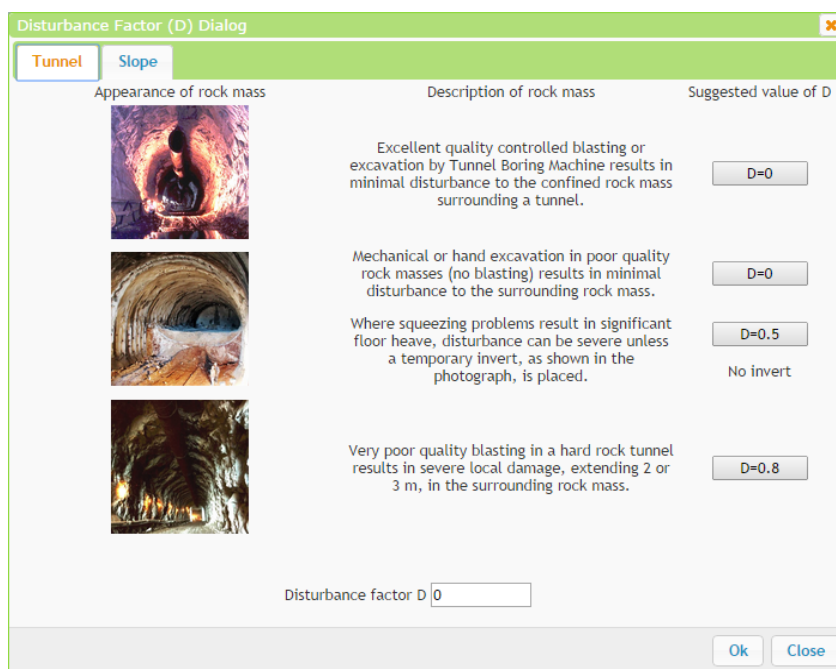 Disturbance Factor (D) Dialog
Tunnel
Slope
Appearance of rock mass
Description of rock mass
Suggested value of D
Excellent quality controlled blasting or
excavation by Tunnel Boring Machine results in
minimal disturbance to the confined rock mass
surrounding a tunnel.
D=0
Mechanical or hand excavation in poor quality
rock masses (no blasting) results in minimal
disturbance to the surrounding rock mass.
D=0
Where squeezing problems result in significant
floor heave, disturbance can be severe unless
a temporary invert, as shown in the
photograph, is placed.
D=0.5
No invert
Very poor quality blasting in a hard rock tunnel
results in severe local damage, extending 2 or
3 m, in the surrounding rock mass.
D=0.8
Disturbance factor D 0
Ok
Close